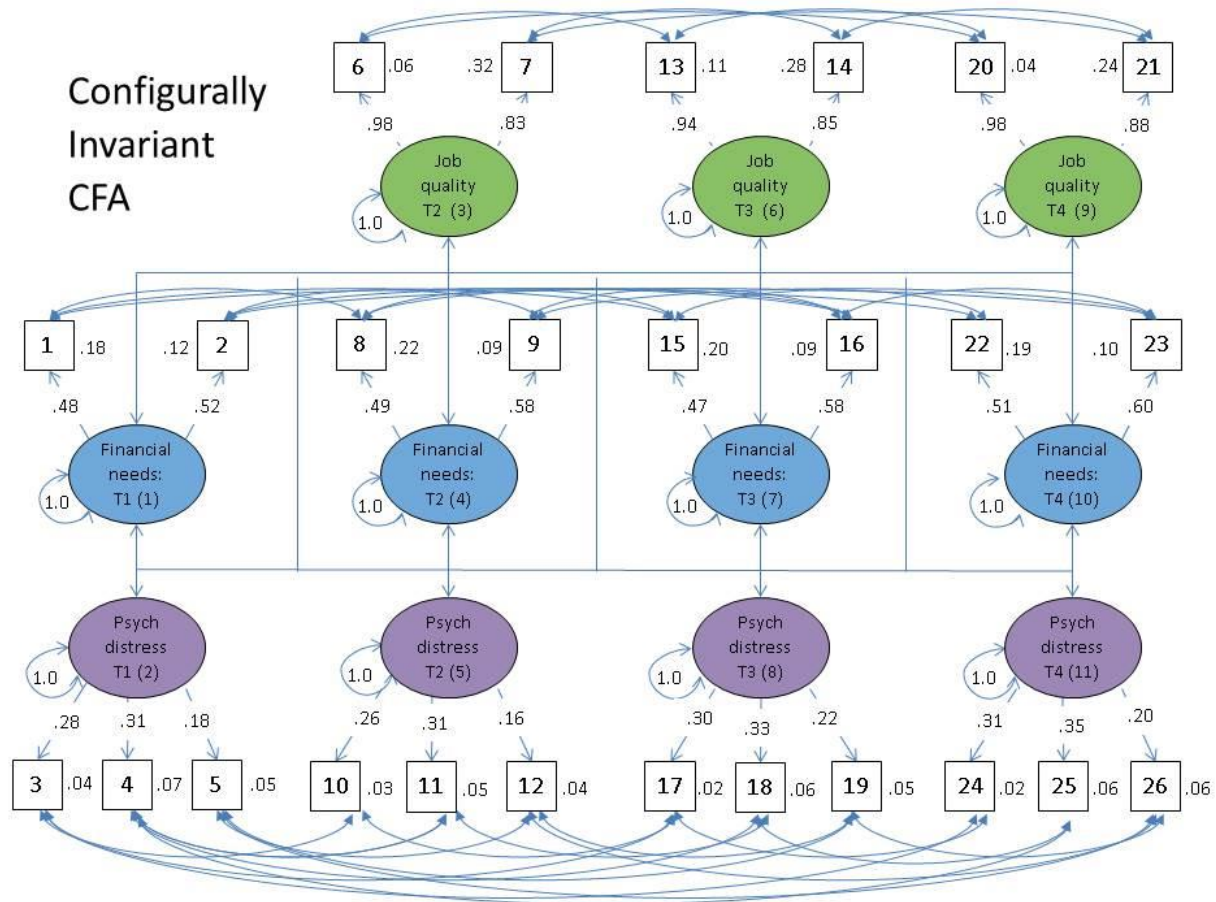 Configurally
Invariant
CFA
6 .06 .32 7 13 .11 .28 14 20 .04 .24 21
.98 .83 .94 .85 .98 .88
Job
quality
T2 (3)
1.0
Job
quality
T3 (6)
1.0
Job
quality
T4 (9)
1.0
1 .18 .12 2 8 .22 .09 9 15 .20 .09 16 22 .19 .10 23
.48 .52 .49 .58 .47 .58 .51 .60
Financial
needs:
T1 (1)
1.0
Financial
needs:
T2 (4)
1.0
Financial
needs:
T3 (7)
1.0
Financial
needs:
T4 (10)
1.0
Psych
distress
T1 (2)
1.0
Psych
distress
T2 (5)
1.0
Psych
distress
T3 (8)
1.0
Psych
distress
T4 (11)
1.0
.28 .31 .18 .26 .31 .16 .30 .33 .22 .31 .35 .20
3 .04 4 .07 5 .05 10 .03 11 .05 12 .04 17 .02 18 .06 19 .05 24 .02 25 .06 26 .06